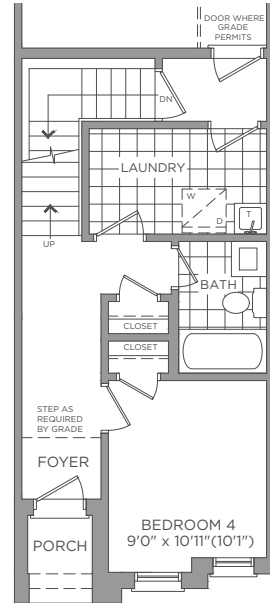 DOOR WHERE
GRADE
PERMITS
DN
LAUNDRY
W
D
T
UP
BATH
CLOSET
CLOSET
STEP AS
REQUIRED
BY GRADE
FOYER
BEDROOM 4
9'0" x 10'11"(10'1")
PORCH